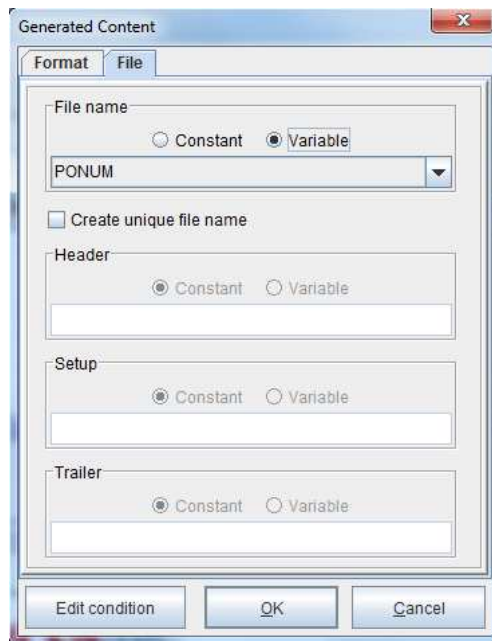 Generated Content
Format File
File name
Constant Variable
PONUM
Create unique file name
Header
Constant Variable
Setup
Constant Variable
Trailer
Constant Variable
Edit condition OK Cancel